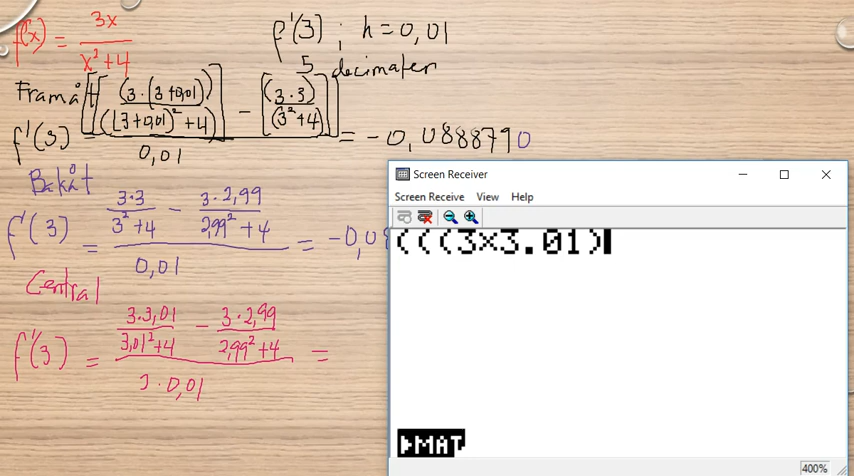 f(x) = 3x / x² + 4
f'(3) ; h = 0,01
5 decimaler
Framåt
f'(3) = [[(3·(3+0,01)) / ([3+0,01)² + 4)] − [(3·3) / (3²+4)]] / 0,01 = −0,0888790
Bakåt
f'(3) = (3·3 / 3²+4 − 3·2,99 / 2,99²+4) / 0,01 = −0,08
Central
f'(3) = (3·3,01 / 3,01²+4 − 3·2,99 / 2,99²+4) / ·0,01 =
Screen Receiver
Screen Receive View Help
(((3×3.01)
▶MAT
400%